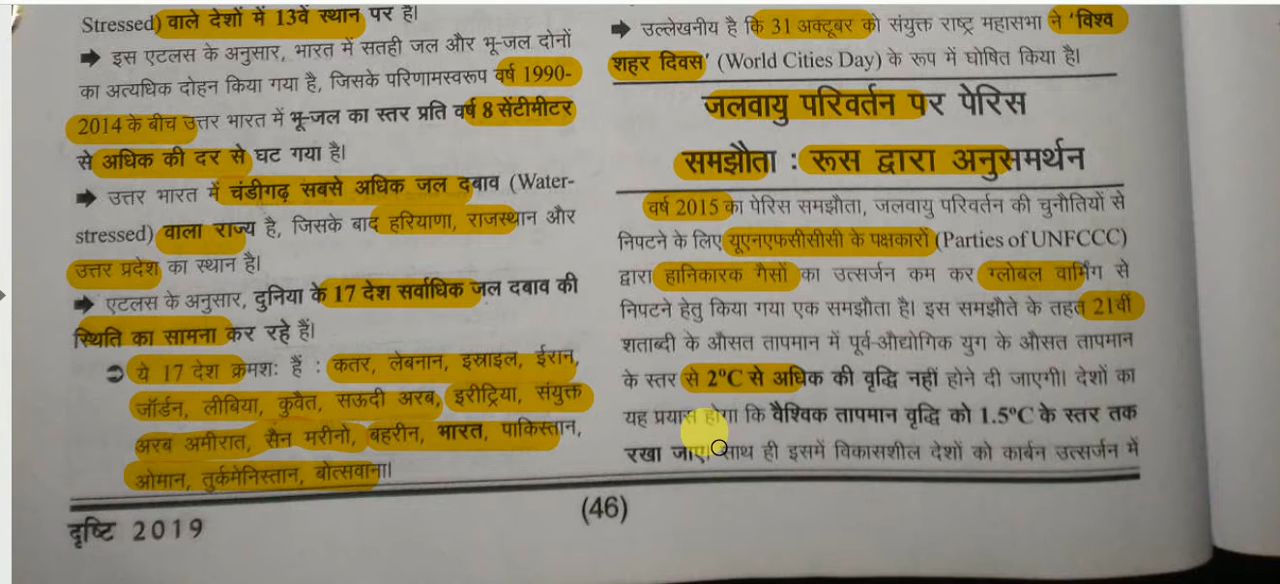 Stressed) वाले देशों में 13वें स्थान पर है।
➡ इस एटलस के अनुसार, भारत में सतही जल और भू-जल दोनों
का अत्यधिक दोहन किया गया है, जिसके परिणामस्वरूप वर्ष 1990-
2014 के बीच उत्तर भारत में भू-जल का स्तर प्रति वर्ष 8 सेंटीमीटर
से अधिक की दर से घट गया है।
➡ उत्तर भारत में चंडीगढ़ सबसे अधिक जल दबाव (Water-
stressed) वाला राज्य है, जिसके बाद हरियाणा, राजस्थान और
उत्तर प्रदेश का स्थान है।
➡ एटलस के अनुसार, दुनिया के 17 देश सर्वाधिक जल दबाव की
स्थिति का सामना कर रहे हैं।
➲ ये 17 देश क्रमशः हैं : कतर, लेबनान, इस्राइल, ईरान,
जॉर्डन, लीबिया, कुवैत, सऊदी अरब, इरीट्रिया, संयुक्त
अरब अमीरात, सैन मरीनो, बहरीन, भारत, पाकिस्तान,
ओमान, तुर्कमेनिस्तान, बोत्सवाना।
➡ उल्लेखनीय है कि 31 अक्टूबर को संयुक्त राष्ट्र महासभा ने ‘विश्व
शहर दिवस’ (World Cities Day) के रूप में घोषित किया है।
जलवायु परिवर्तन पर पेरिस
समझौता : रूस द्वारा अनुसमर्थन
वर्ष 2015 का पेरिस समझौता, जलवायु परिवर्तन की चुनौतियों से
निपटने के लिए यूएनएफसीसीसी के पक्षकारों (Parties of UNFCCC)
द्वारा हानिकारक गैसों का उत्सर्जन कम कर ग्लोबल वार्मिंग से
निपटने हेतु किया गया एक समझौता है। इस समझौते के तहत 21वीं
शताब्दी के औसत तापमान में पूर्व-औद्योगिक युग के औसत तापमान
के स्तर से 2ºC से अधिक की वृद्धि नहीं होने दी जाएगी। देशों का
यह प्रयास होगा कि वैश्विक तापमान वृद्धि को 1.5ºC के स्तर तक
रखा जाए। साथ ही इसमें विकासशील देशों को कार्बन उत्सर्जन में
दृष्टि 2019
(46)